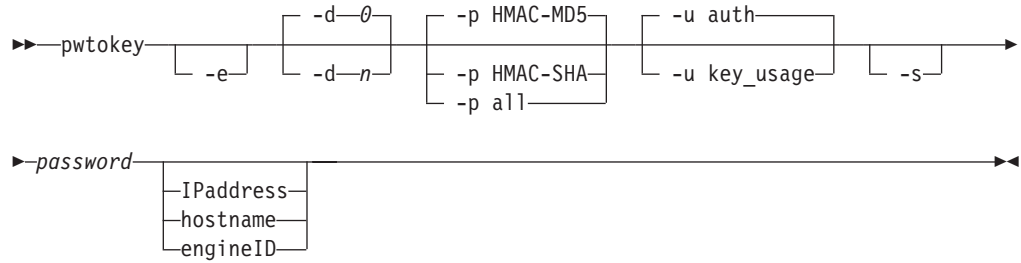 -d 0 -p HMAC-MD5 -u auth
pwtokey
-e -d n -p HMAC-SHA -u key_usage -s
-p all
password
IPaddress
hostname
engineID